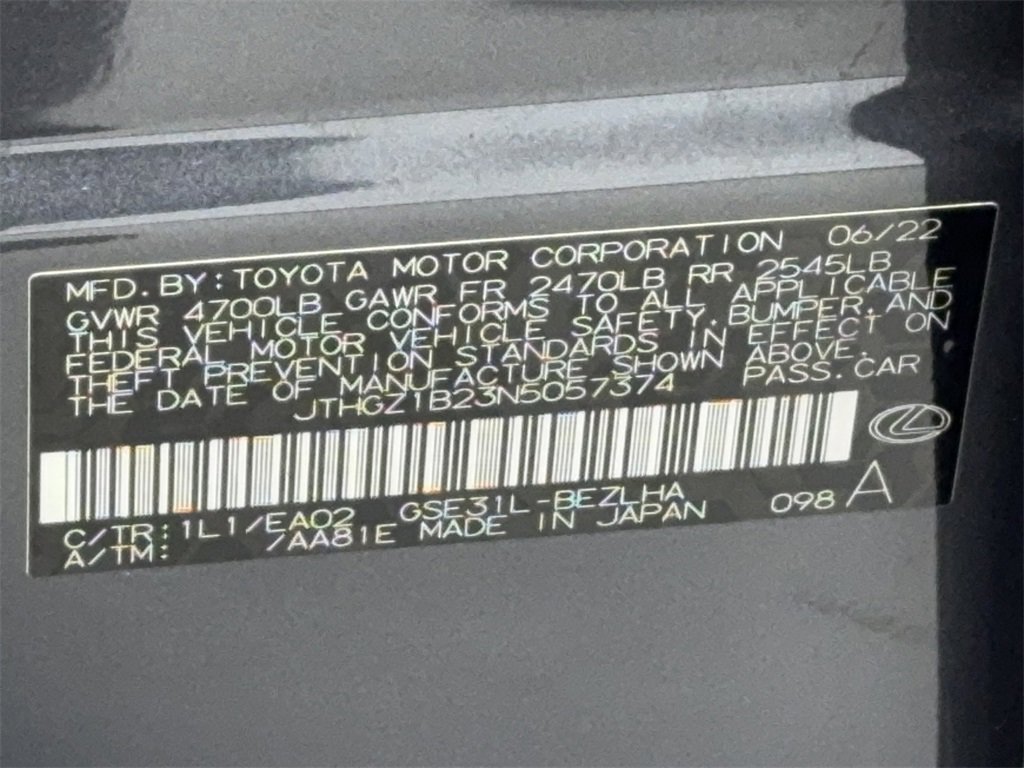 MFD. BY: TOYOTA MOTOR CORPORATION 06/22
GVWR 4700LB GAWR FR 2470LB RR 2545LB
THIS VEHICLE CONFORMS TO ALL APPLICABLE
FEDERAL MOTOR VEHICLE SAFETY, BUMPER, AND
THEFT PREVENTION STANDARDS IN EFFECT ON
THE DATE OF MANUFACTURE SHOWN ABOVE.
JTHGZ1B23N5057374 PASS. CAR
C/TR: 1L1/EA02 GSE31L-BEZLHA
A/TM: /AA81E MADE IN JAPAN 098 A